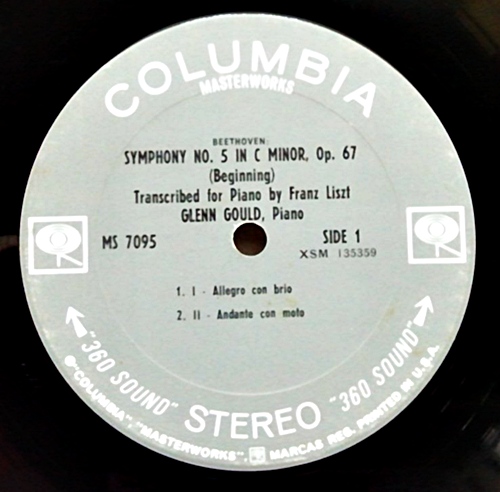 COLUMBIA
MASTERWORKS
BEETHOVEN:
SYMPHONY NO. 5 IN C MINOR, Op. 67
(Beginning)
Transcribed for Piano by Franz Liszt
GLENN GOULD, Piano
MS 7095
SIDE 1
XSM 135359
1. I - Allegro con brio
2. II - Andante con moto
"360 SOUND" STEREO "360 SOUND"
℗"COLUMBIA", "MASTERWORKS", MARCAS REG. PRINTED IN U.S.A.